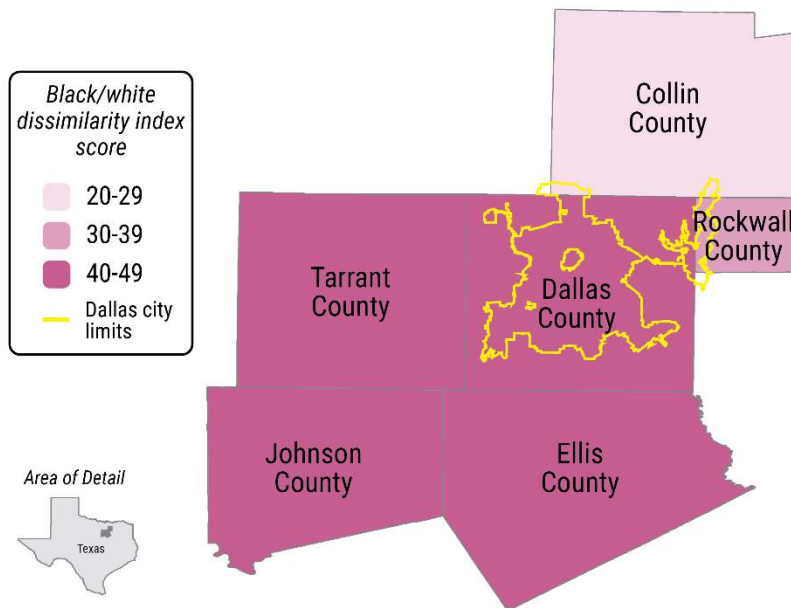 Black/white
dissimilarity index
score
20-29
30-39
40-49
Dallas city
limits
Collin
County
Rockwall
County
Tarrant
County
Dallas
County
Johnson
County
Ellis
County
Area of Detail
Texas